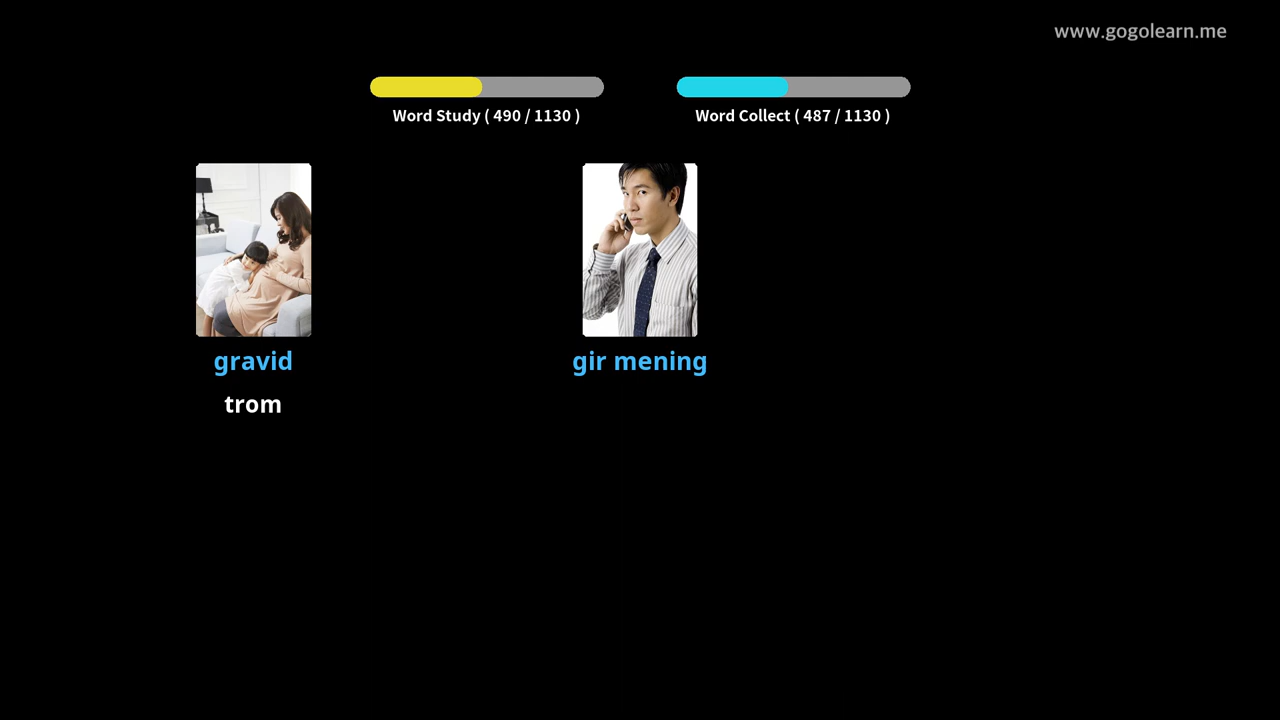 www.gogolearn.me
Word Study ( 490 / 1130 )
Word Collect ( 487 / 1130 )
gravid
gir mening
trom